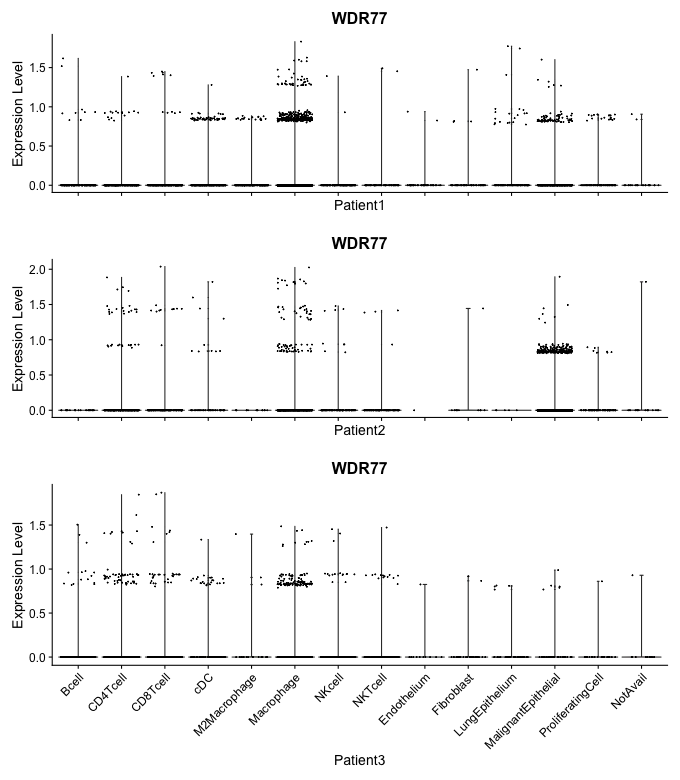 WDR77
Expression Level
1.5
1.0
0.5
0.0
Patient1
WDR77
Expression Level
2.0
1.5
1.0
0.5
0.0
Patient2
WDR77
Expression Level
1.5
1.0
0.5
0.0
Bcell
CD4Tcell
CD8Tcell
cDC
M2Macrophage
Macrophage
NKcell
NKTcell
Endothelium
Fibroblast
LungEpithelium
MalignantEpithelial
ProliferatingCell
NotAvail
Patient3